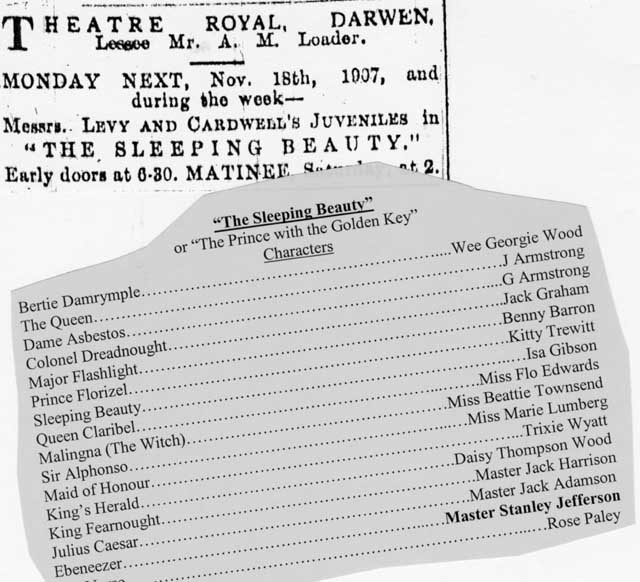 THEATRE ROYAL, DARWEN.
Lessee Mr. A. M. Loader.
MONDAY NEXT, Nov. 18th, 1907, and
during the week—
Messrs. LEVY AND CARDWELL'S JUVENILES in
"THE SLEEPING BEAUTY."
Early doors at 6-30. MATINEE Saturday, at 2.
"The Sleeping Beauty"
or "The Prince with the Golden Key"
Characters
Bertie Damrymple……Wee Georgie Wood
The Queen……J Armstrong
Dame Asbestos……G Armstrong
Colonel Dreadnought……Jack Graham
Major Flashlight……Benny Barron
Prince Florizel……Kitty Trewitt
Sleeping Beauty……Isa Gibson
Queen Claribel……Miss Flo Edwards
Malingna (The Witch)……Miss Beattie Townsend
Sir Alphonso……Miss Marie Lumberg
Maid of Honour……Trixie Wyatt
King's Herald……Daisy Thompson Wood
King Fearnought……Master Jack Harrison
Julius Caesar……Master Jack Adamson
Ebeneezer……Master Stanley Jefferson
……Rose Paley